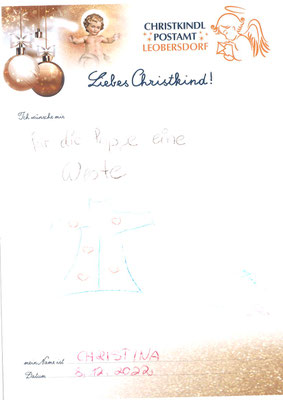 CHRISTKINDL
POSTAMT
LEOBERSDORF
Liebes Christkind!
Ich wünsche mir
für die Puppe eine
Weste
mein Name ist CHRISTINA
Datum 8.12.2022